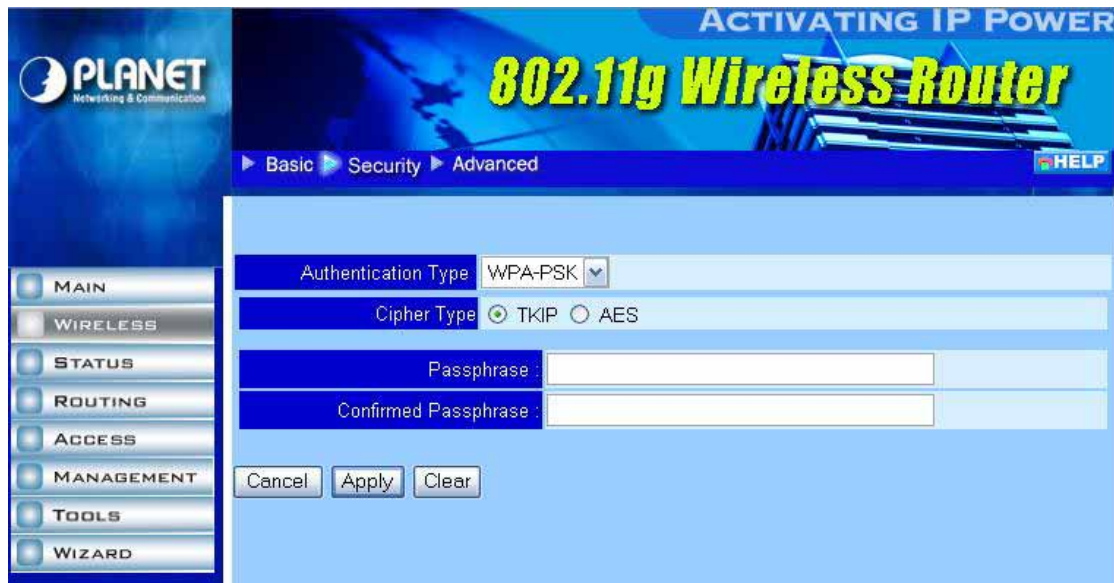 ACTIVATING IP POWER
PLANET
Networking & Communication
802.11g Wireless Router
Basic Security Advanced
HELP
MAIN
WIRELESS
STATUS
ROUTING
ACCESS
MANAGEMENT
TOOLS
WIZARD
Authentication Type WPA-PSK
Cipher Type TKIP AES
Passphrase :
Confirmed Passphrase :
Cancel Apply Clear